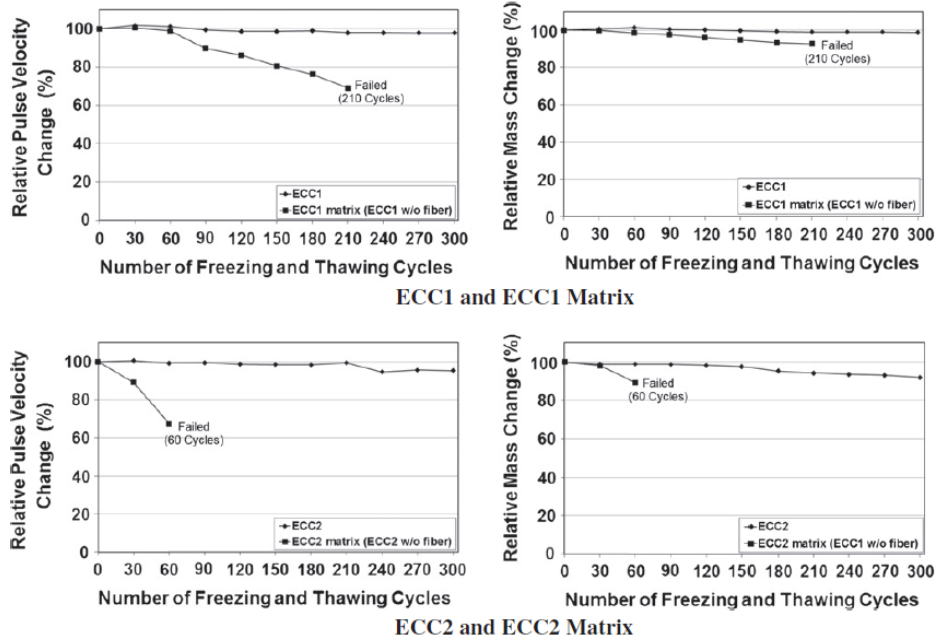 Relative Pulse Velocity
Change (%)
100
80
60
40
20
0
Failed
(210 Cycles)
ECC1
ECC1 matrix (ECC1 w/o fiber)
0 30 60 90 120 150 180 210 240 270 300
Number of Freezing and Thawing Cycles
Relative Mass Change (%)
100
80
60
40
20
0
Failed
(210 Cycles)
ECC1
ECC1 matrix (ECC1 w/o fiber)
0 30 60 90 120 150 180 210 240 270 300
Number of Freezing and Thawing Cycles
ECC1 and ECC1 Matrix
Relative Pulse Velocity
Change (%)
100
80
60
40
20
0
Failed
(60 Cycles)
ECC2
ECC2 matrix (ECC2 w/o fiber)
0 30 60 90 120 150 180 210 240 270 300
Number of Freezing and Thawing Cycles
Relative Mass Change (%)
100
80
60
40
20
0
Failed
(60 Cycles)
ECC2
ECC2 matrix (ECC1 w/o fiber)
0 30 60 90 120 150 180 210 240 270 300
Number of Freezing and Thawing Cycles
ECC2 and ECC2 Matrix